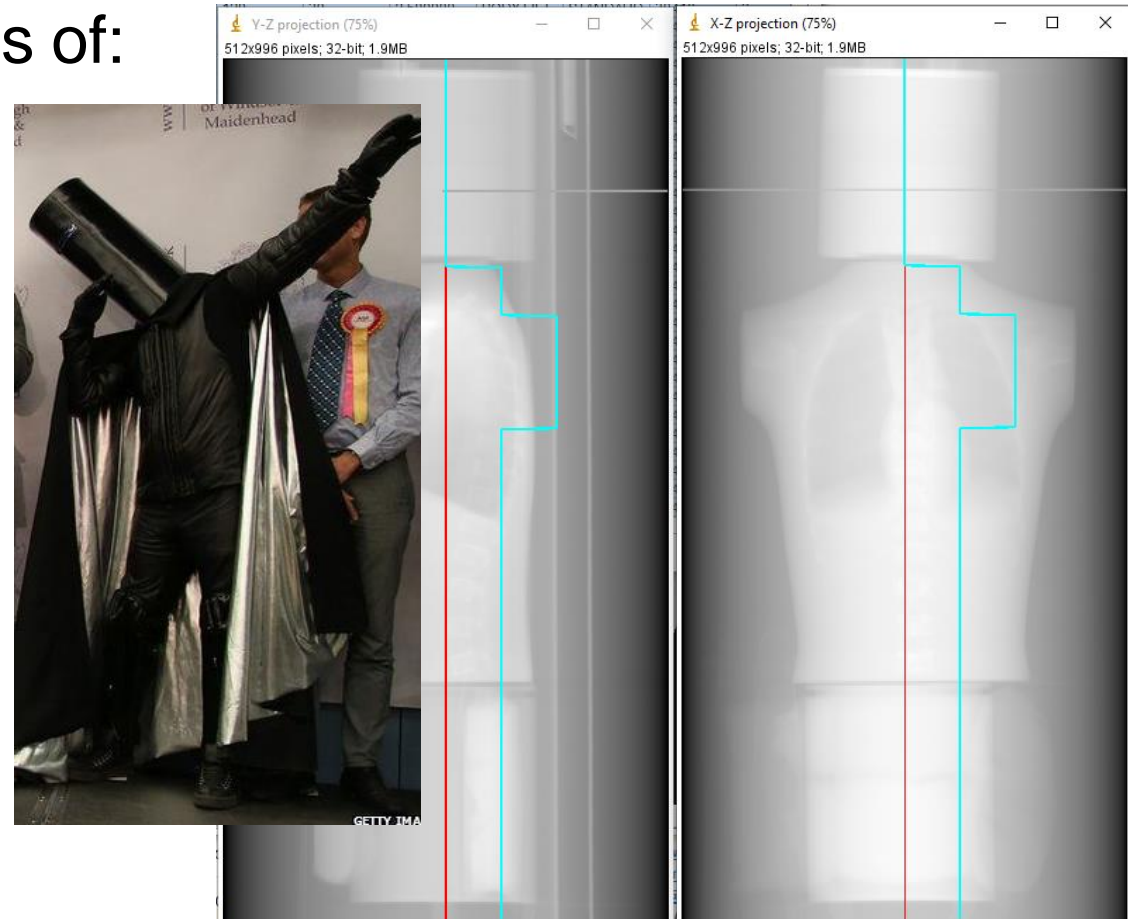 s of:
Y-Z projection (75%)
512x996 pixels; 32-bit; 1.9MB
X-Z projection (75%)
512x996 pixels; 32-bit; 1.9MB
Maidenhead
GETTY IMA